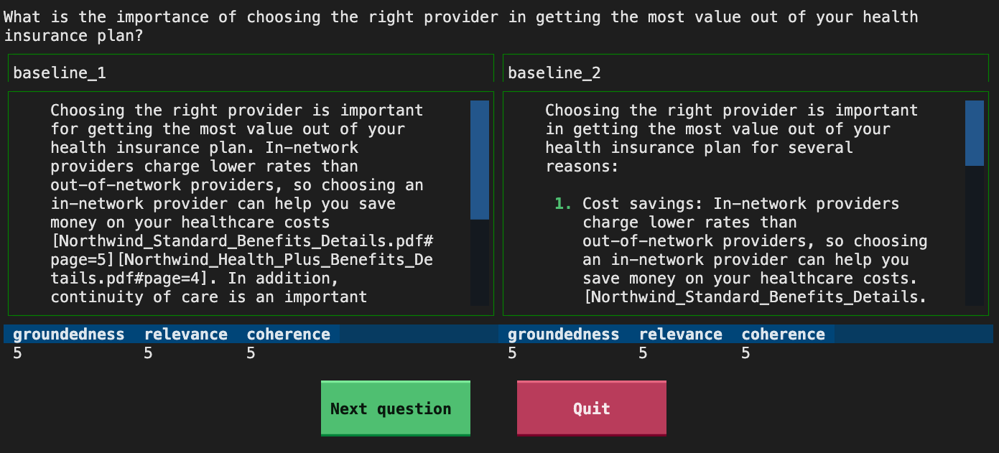 What is the importance of choosing the right provider in getting the most value out of your health
insurance plan?
baseline_1
Choosing the right provider is important
for getting the most value out of your
health insurance plan. In-network
providers charge lower rates than
out-of-network providers, so choosing an
in-network provider can help you save
money on your healthcare costs
[Northwind_Standard_Benefits_Details.pdf#
page=5][Northwind_Health_Plus_Benefits_De
tails.pdf#page=4]. In addition,
continuity of care is an important
baseline_2
Choosing the right provider is important
in getting the most value out of your
health insurance plan for several
reasons:
1. Cost savings: In-network providers
charge lower rates than
out-of-network providers, so choosing
an in-network provider can help you
save money on your healthcare costs.
[Northwind_Standard_Benefits_Details.
groundedness relevance coherence
5 5 5
groundedness relevance coherence
5 5 5
Next question
Quit